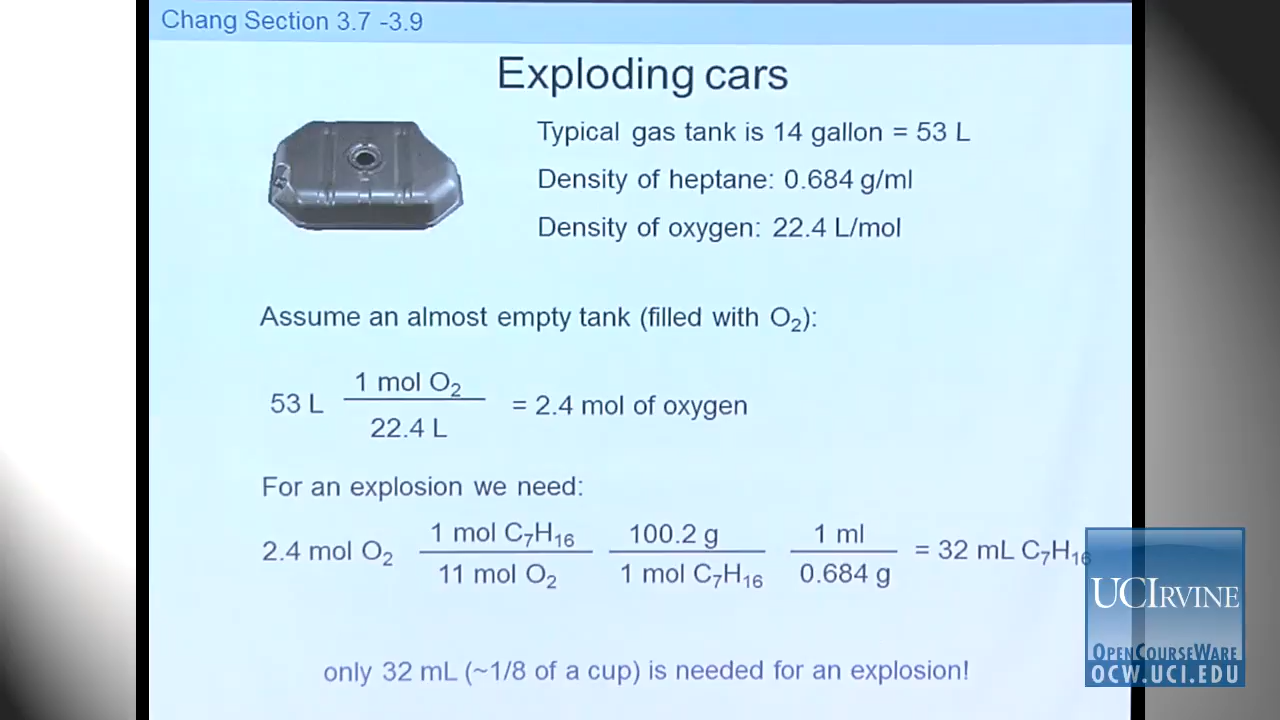 Chang Section 3.7 -3.9
Exploding cars
Typical gas tank is 14 gallon = 53 L
Density of heptane: 0.684 g/ml
Density of oxygen: 22.4 L/mol
Assume an almost empty tank (filled with O₂):
53 L 1 mol O₂ / 22.4 L = 2.4 mol of oxygen
For an explosion we need:
2.4 mol O₂ 1 mol C₇H₁₆ / 11 mol O₂ 100.2 g / 1 mol C₇H₁₆ 1 ml / 0.684 g = 32 mL C₇H₁₆
only 32 mL (~1/8 of a cup) is needed for an explosion!
UCIRVINE
OPENCOURSEWARE
OCW.UCI.EDU